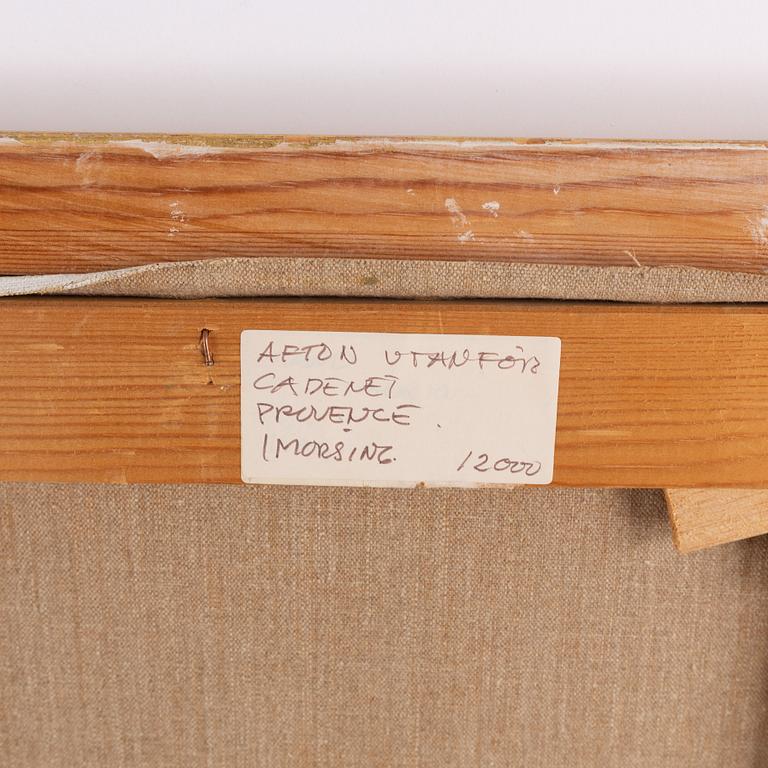 AFTON UTANFÖR
CADENET
PROVENCE.
I MORSING. 12000